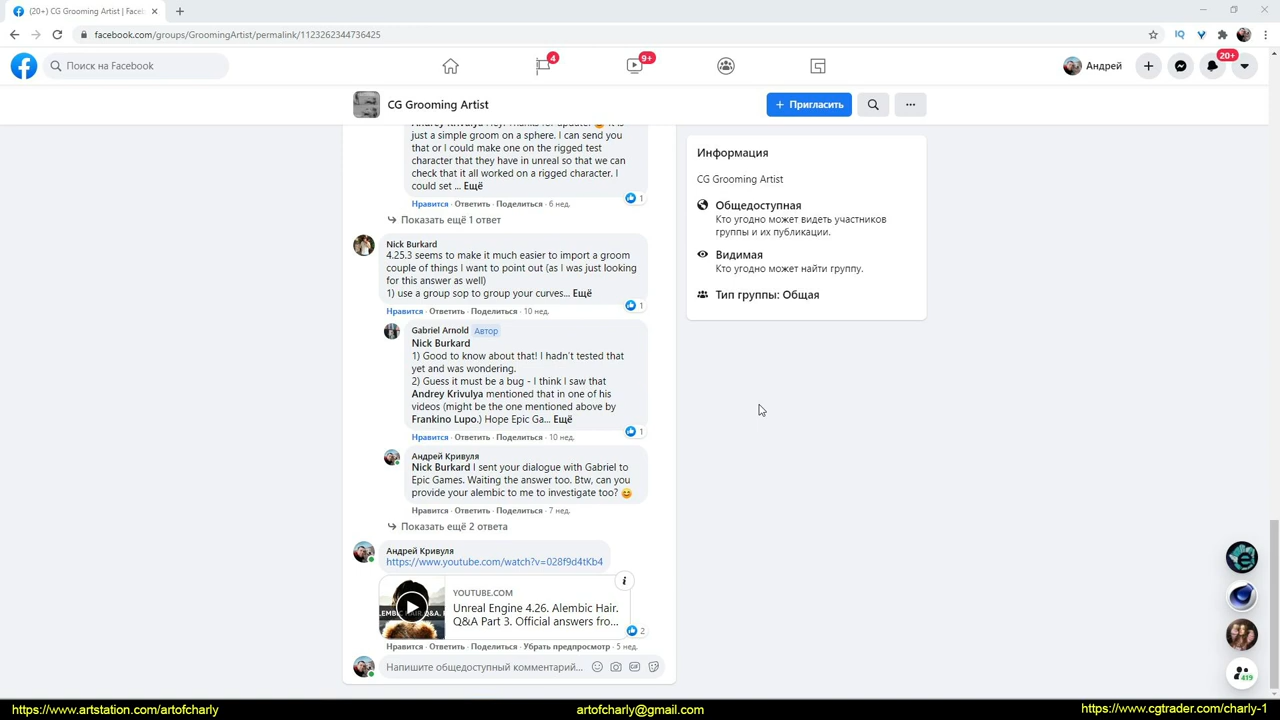 (20+) CG Grooming Artist | Face
facebook.com/groups/GroomingArtist/permalink/1123262344736425
IQ
Поиск на Facebook
4
9+
Андрей
20+
CG Grooming Artist
Пригласить
just a simple groom on a sphere. I can send you
that or I could make one on the rigged test
character that they have in unreal so that we can
check that it all worked on a rigged character. I
could set ... Ещё
1
Нравится · Ответить · Поделиться · 6 нед.
Показать ещё 1 ответ
Nick Burkard
4.25.3 seems to make it much easier to import a groom
couple of things I want to point out (as I was just looking
for this answer as well)
1) use a group sop to group your curves... Ещё
1
Нравится · Ответить · Поделиться · 10 нед.
Gabriel Arnold Автор
Nick Burkard
1) Good to know about that! I hadn't tested that
yet and was wondering.
2) Guess it must be a bug - I think I saw that
Andrey Krivulya mentioned that in one of his
videos (might be the one mentioned above by
Frankino Lupo.) Hope Epic Ga... Ещё
1
Нравится · Ответить · Поделиться · 10 нед.
Андрей Кривуля
Nick Burkard I sent your dialogue with Gabriel to
Epic Games. Waiting the answer too. Btw, can you
provide your alembic to me to investigate too?
Нравится · Ответить · Поделиться · 7 нед.
Показать ещё 2 ответа
Андрей Кривуля
https://www.youtube.com/watch?v=028f9d4tKb4
YOUTUBE.COM
Unreal Engine 4.26. Alembic Hair.
Q&A Part 3. Official answers fro...
2
Нравится · Ответить · Поделиться · Убрать предпросмотр · 5 нед.
Напишите общедоступный комментарий...
Информация
CG Grooming Artist
Общедоступная
Кто угодно может видеть участников
группы и их публикации.
Видимая
Кто угодно может найти группу.
Тип группы: Общая
419
https://www.artstation.com/artofcharly
artofcharly@gmail.com
https://www.cgtrader.com/charly-1